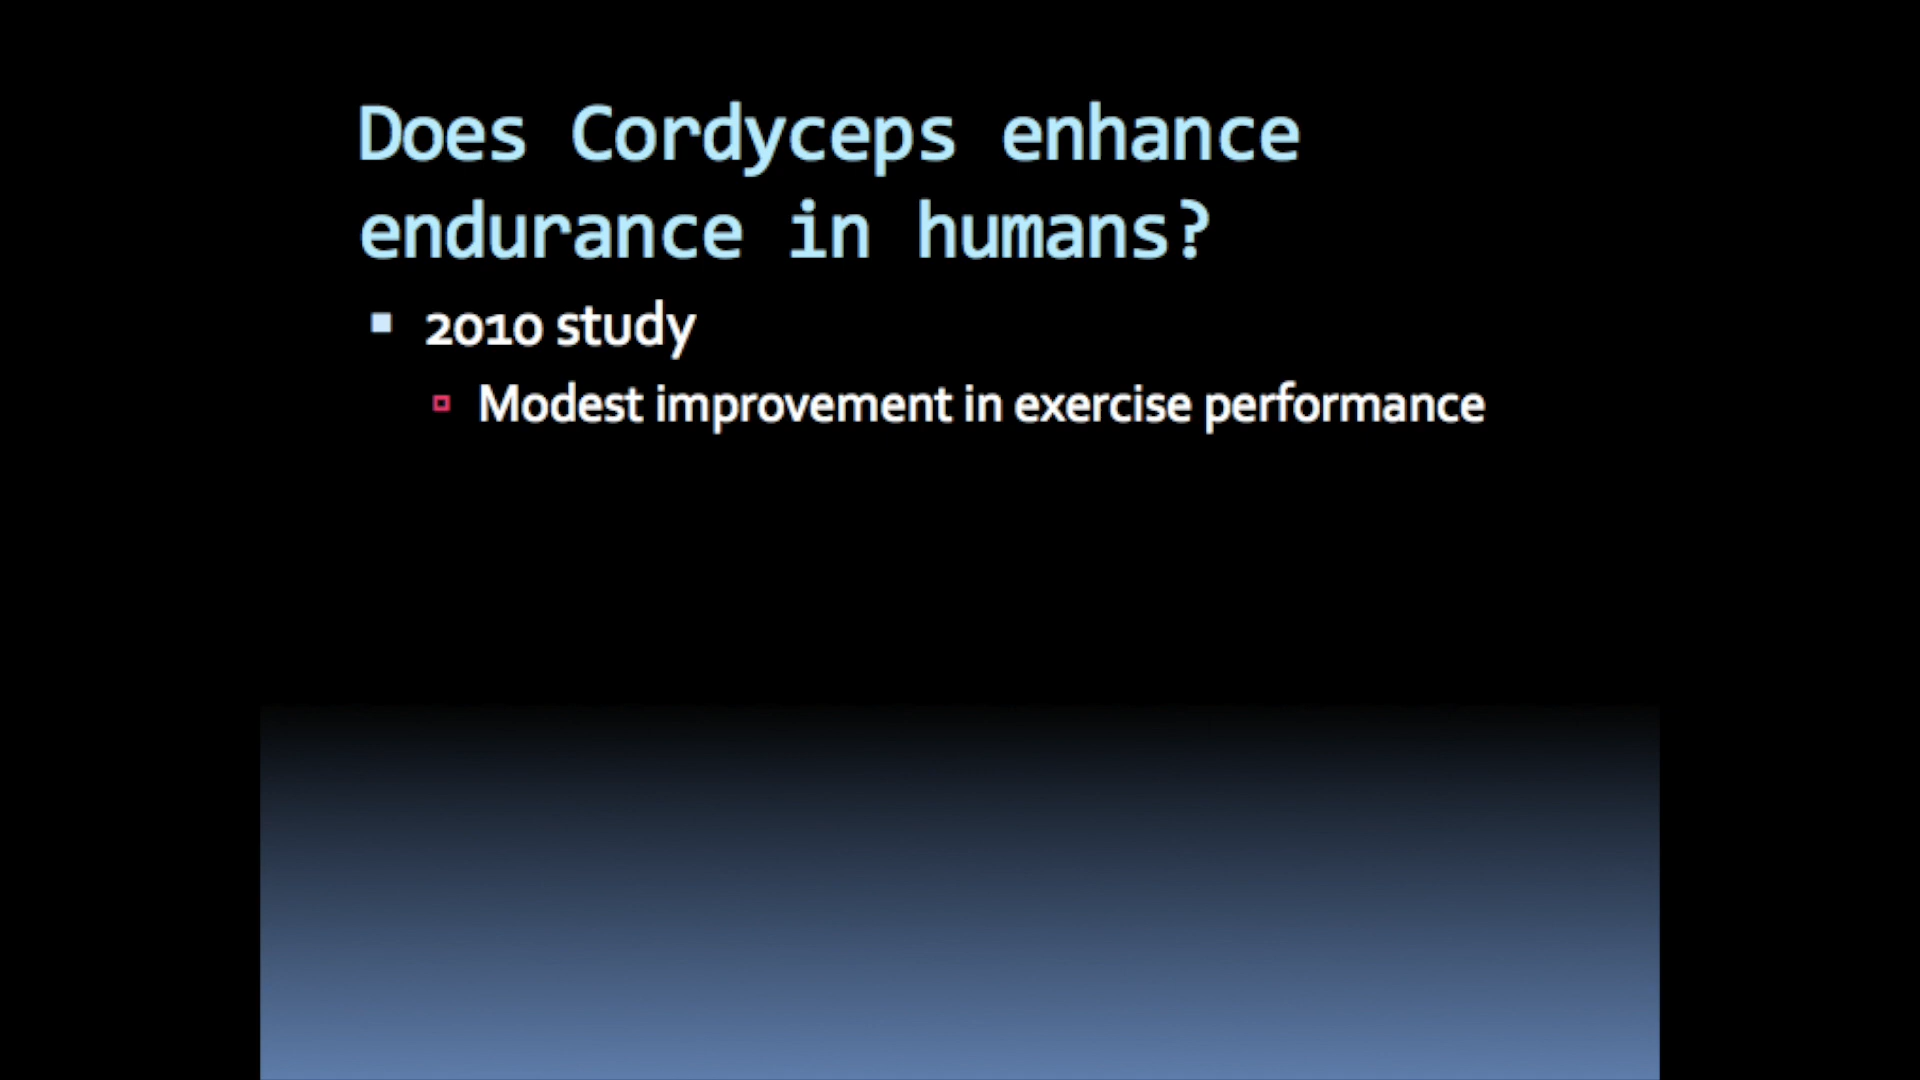 Does Cordyceps enhance
endurance in humans?
2010 study
Modest improvement in exercise performance